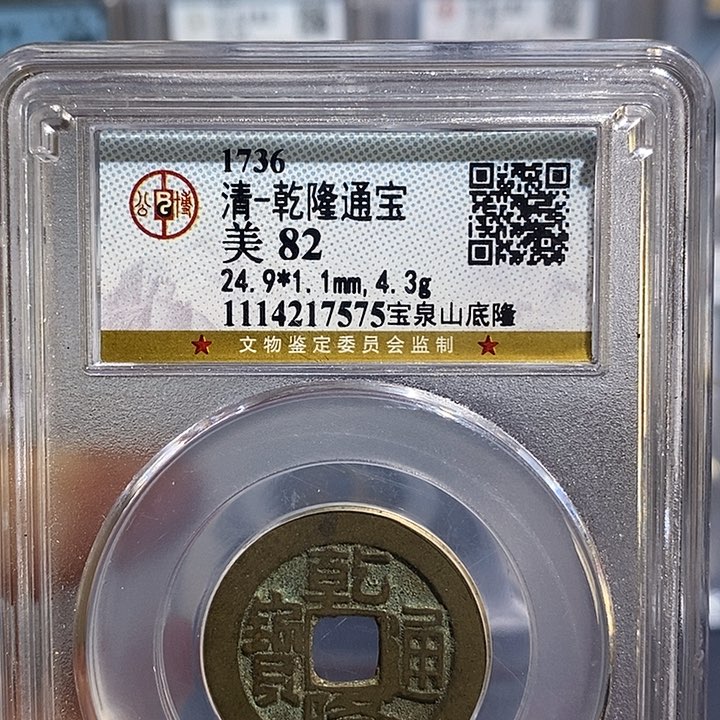 1736
清-乾隆通宝
美 82
24.9*1.1mm,4.3g
1114217575宝泉山底隆
公博
★ 文物鉴定委员会监制 ★
乾
寶 通
隆